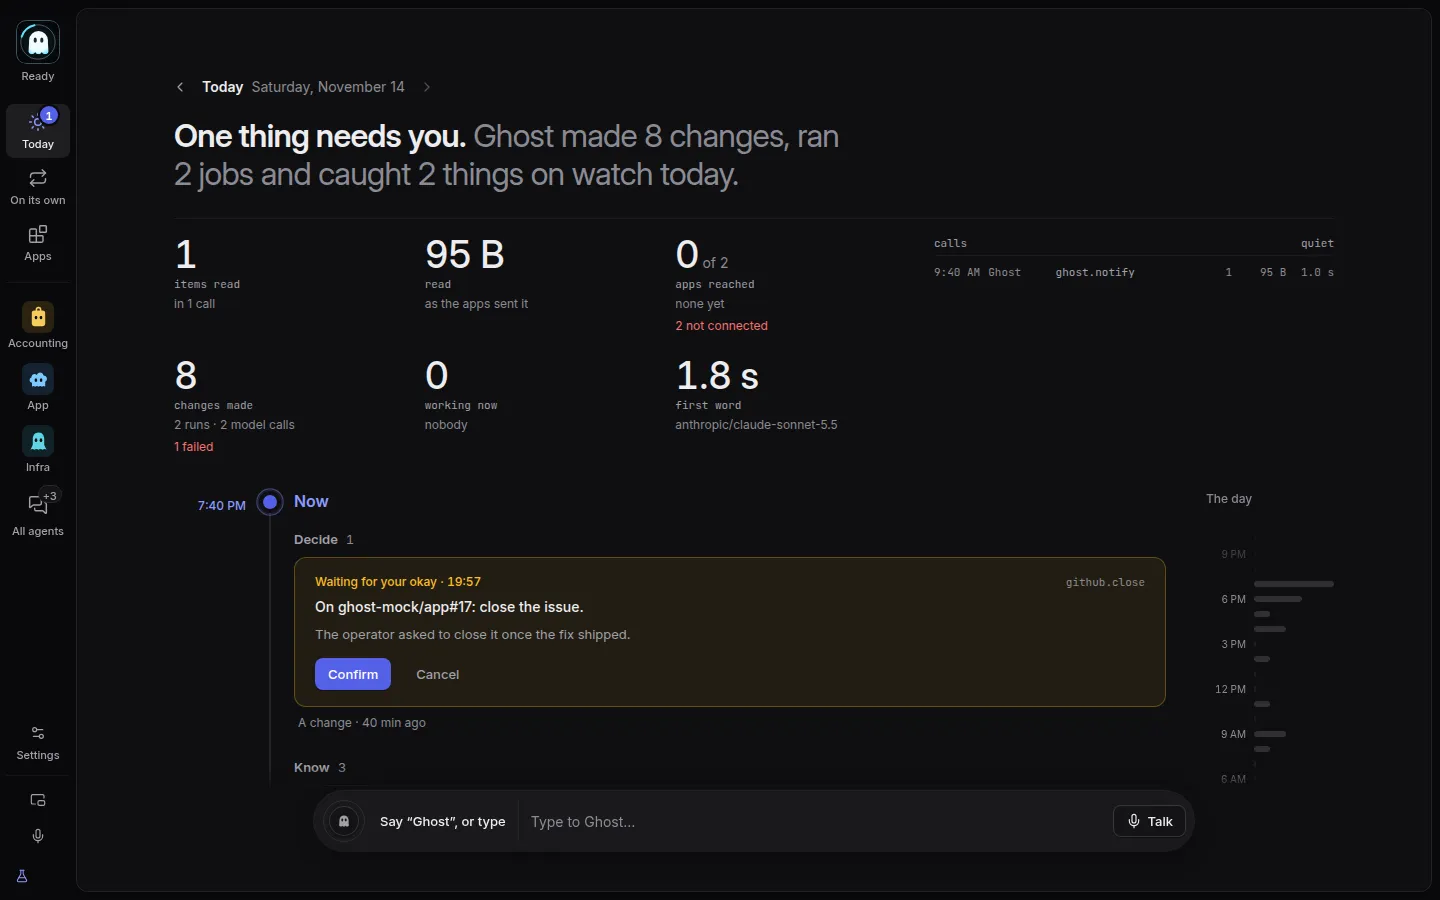 Ready
1
Today
On its own
Apps
Accounting
App
Infra
+3
All agents
Settings
Today Saturday, November 14
One thing needs you. Ghost made 8 changes, ran
2 jobs and caught 2 things on watch today.
1
items read
in 1 call
95 B
read
as the apps sent it
0 of 2
apps reached
none yet
2 not connected
calls quiet
9:40 AM Ghost ghost.notify 1 95 B 1.0 s
8
changes made
2 runs · 2 model calls
1 failed
0
working now
nobody
1.8 s
first word
anthropic/claude-sonnet-5.5
7:40 PM
Now
Decide 1
Waiting for your okay · 19:57
github.close
On ghost-mock/app#17: close the issue.
The operator asked to close it once the fix shipped.
Confirm Cancel
A change · 40 min ago
Know 3
The day
9 PM
6 PM
3 PM
12 PM
9 AM
6 AM
Say “Ghost”, or type
Type to Ghost...
Talk